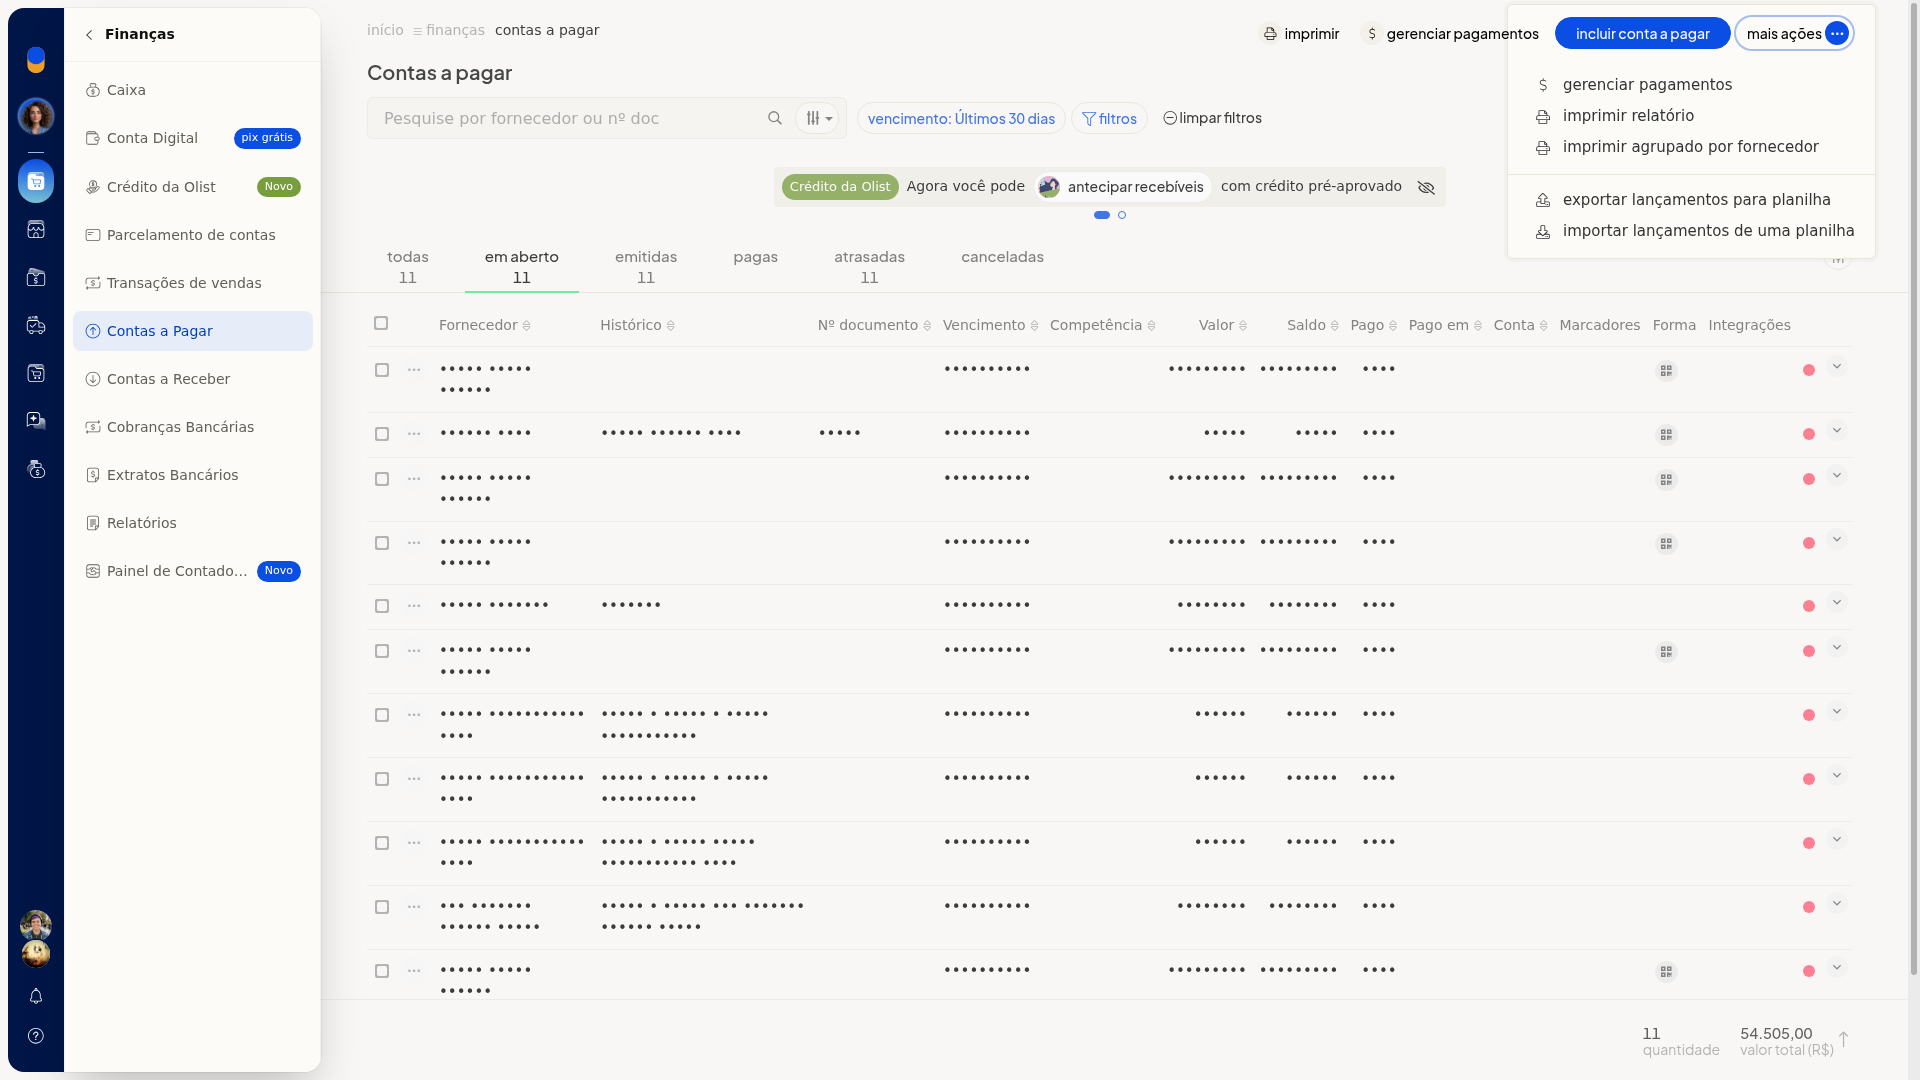 Finanças
Caixa
Conta Digital pix grátis
Crédito da Olist Novo
Parcelamento de contas
Transações de vendas
Contas a Pagar
Contas a Receber
Cobranças Bancárias
Extratos Bancários
Relatórios
Painel de Contado... Novo
início finanças contas a pagar
imprimir $ gerenciar pagamentos incluir conta a pagar mais ações ...
Contas a pagar
Pesquise por fornecedor ou nº doc
vencimento: Últimos 30 dias filtros limpar filtros
$ gerenciar pagamentos
imprimir relatório
imprimir agrupado por fornecedor
exportar lançamentos para planilha
importar lançamentos de uma planilha
Crédito da Olist Agora você pode antecipar recebíveis com crédito pré-aprovado
todas em aberto emitidas pagas atrasadas canceladas
11 11 11 11
Fornecedor Histórico Nº documento Vencimento Competência Valor Saldo Pago Pago em Conta Marcadores Forma Integrações
••••• ••••• •••••••••• ••••••••• ••••••••• ••••
••••••
•••••• •••• ••••• •••••• •••• ••••• •••••••••• ••••• ••••• ••••
••••• ••••• •••••••••• ••••••••• ••••••••• ••••
••••••
••••• ••••• •••••••••• ••••••••• ••••••••• ••••
••••••
••••• ••••••• ••••••• •••••••••• •••••••• •••••••• ••••
••••• ••••• •••••••••• ••••••••• ••••••••• ••••
••••••
••••• ••••••••••• ••••• • ••••• • ••••• •••••••••• •••••• •••••• ••••
•••• •••••••••••
••••• ••••••••••• ••••• • ••••• • ••••• •••••••••• •••••• •••••• ••••
•••• •••••••••••
••••• ••••••••••• ••••• • ••••• ••••• •••••••••• •••••• •••••• ••••
•••• ••••••••••• ••••
••• ••••••• ••••• • ••••• ••• ••••••• •••••••••• •••••••• •••••••• ••••
•••••• ••••• •••••• •••••
••••• ••••• •••••••••• ••••••••• ••••••••• ••••
••••••
11 54.505,00
quantidade valor total (R$)